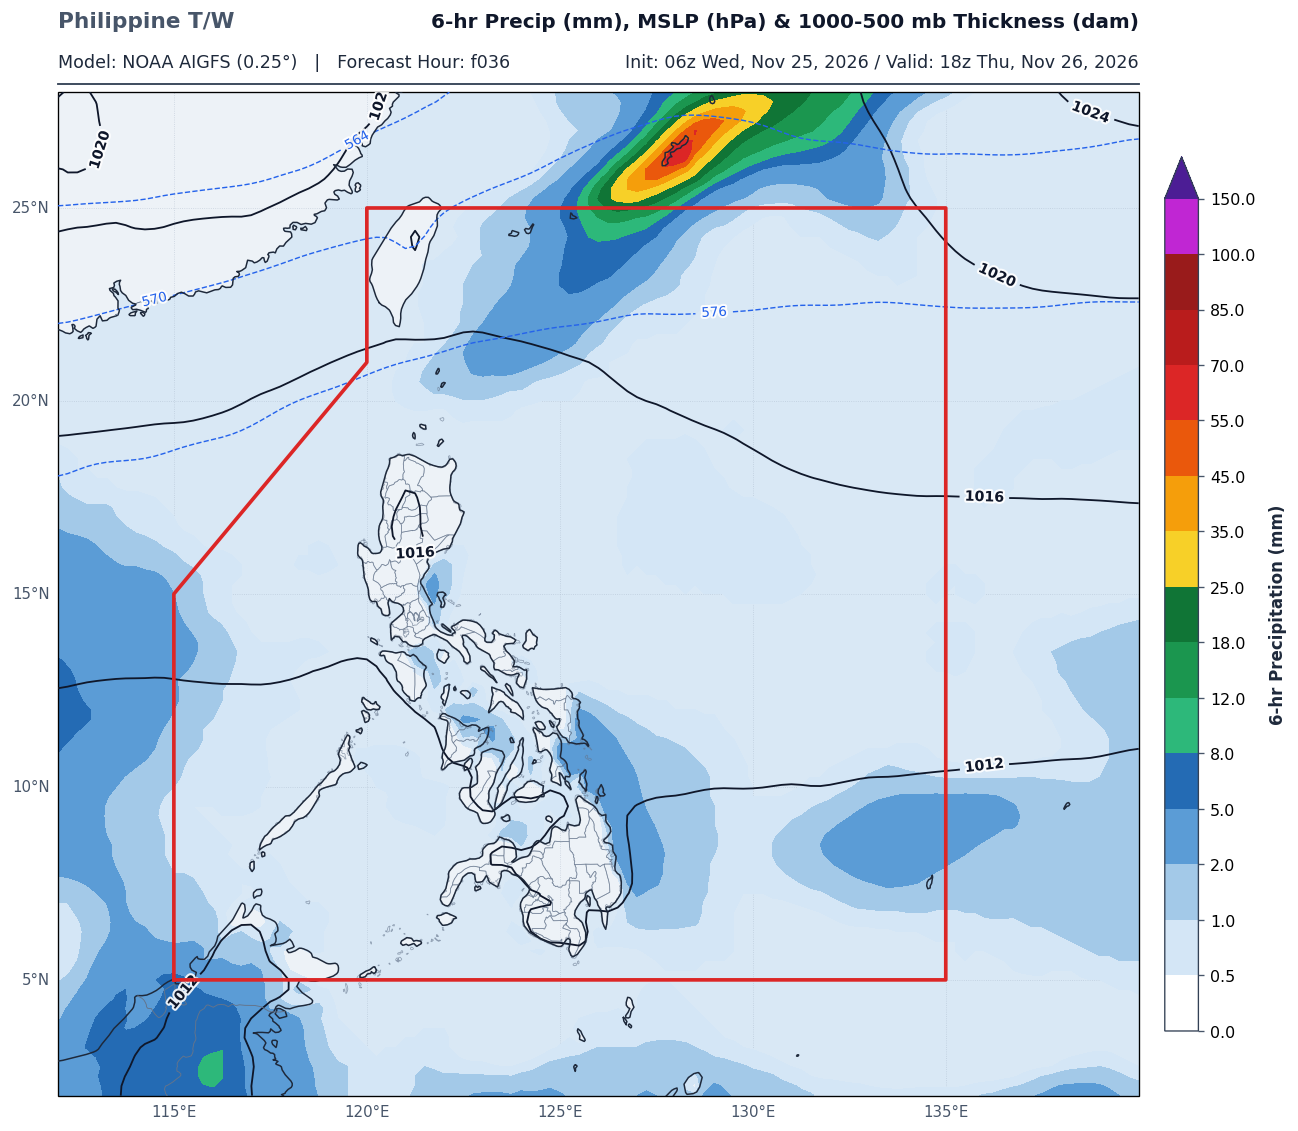 Philippine T/W
6-hr Precip (mm), MSLP (hPa) & 1000-500 mb Thickness (dam)
Model: NOAA AIGFS (0.25°) | Forecast Hour: f036
Init: 06z Wed, Nov 25, 2026 / Valid: 18z Thu, Nov 26, 2026
1020
102
564
1024
25°N
1020
570
576
20°N
1016
1016
15°N
1012
10°N
1012
5°N
115°E
120°E
125°E
130°E
135°E
150.0
100.0
85.0
70.0
55.0
45.0
35.0
25.0
18.0
12.0
8.0
5.0
2.0
1.0
0.5
0.0
6-hr Precipitation (mm)